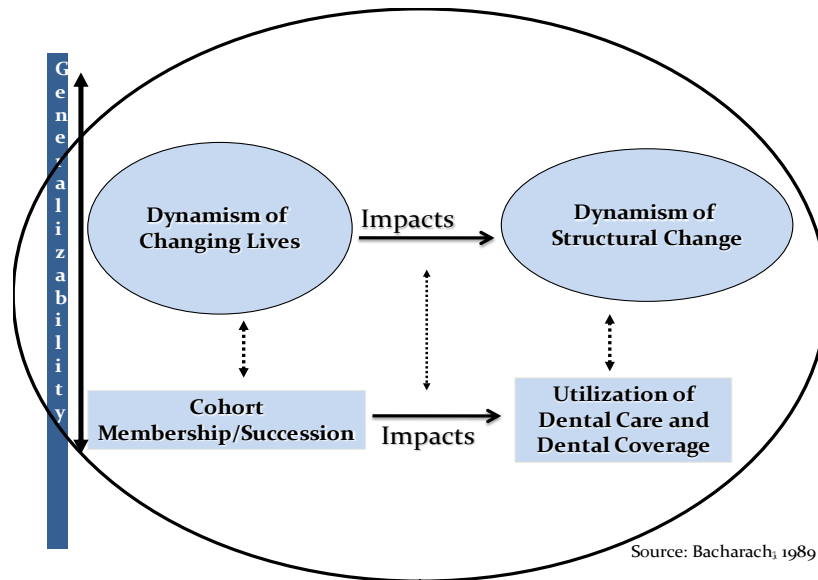 Generalizability
Dynamism of
Changing Lives
Impacts
Dynamism of
Structural Change
Cohort
Membership/Succession
Impacts
Utilization of
Dental Care and
Dental Coverage
Source: Bacharach, 1989